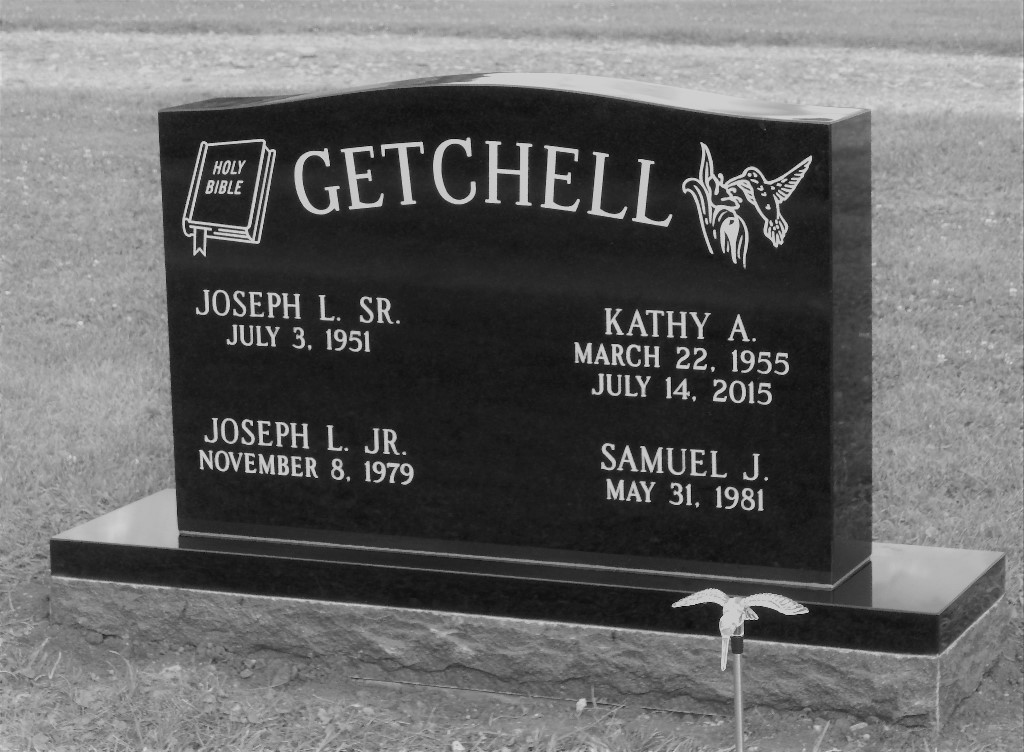 HOLY
BIBLE
GETCHELL
JOSEPH L. SR.
JULY 3, 1951
KATHY A.
MARCH 22, 1955
JULY 14, 2015
JOSEPH L. JR.
NOVEMBER 8, 1979
SAMUEL J.
MAY 31, 1981